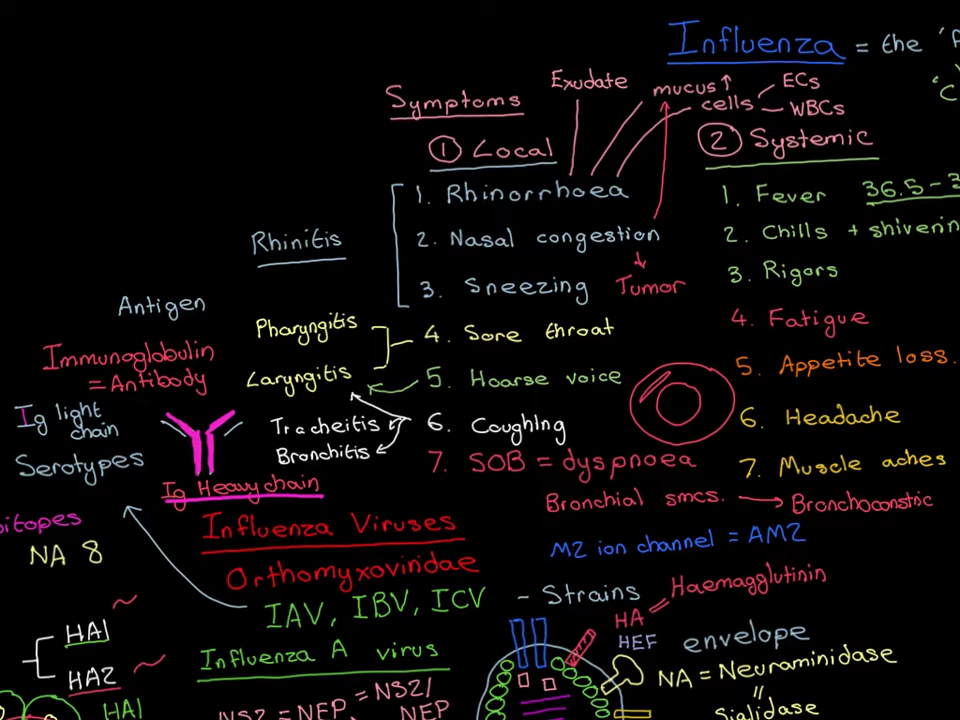 Influenza = the
Symptoms
Exudate
mucus↑
cells
ECs
WBCs
① Local
1. Rhinorrhoea
2. Nasal congestion
3. Sneezing
Tumor
Rhinitis
Pharyngitis
Laryngitis
4. Sore throat
5. Hoarse voice
6. Coughing
Tracheitis
Bronchitis
7. SOB = dyspnoea
Bronchial smcs. → Bronchoconstric
② Systemic
1. Fever 36.5 -
2. Chills + shiverin
3. Rigors
4. Fatigue
5. Appetite loss.
6. Headache
7. Muscle aches
Antigen
Immunoglobulin
= Antibody
Ig light
chain
Serotypes
Ig Heavy chain
itopes
NA 8
Influenza Viruses
Orthomyxoviridae
IAV, IBV, ICV - Strains
Influenza A virus
NS2 = NEP = NS2/
NEP
HA1
HA2
HA1
M2 ion channel = AM2
HA = Haemagglutinin
HEF
envelope
NA = Neuraminidase
"
Sialidase